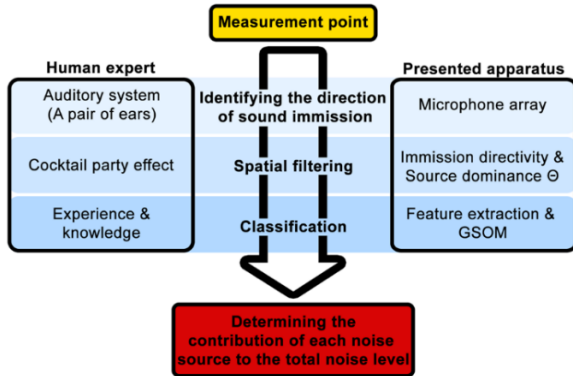 Measurement point
Human expert
Presented apparatus
Auditory system
(A pair of ears)
Identifying the direction
of sound immission
Microphone array
Cocktail party effect
Spatial filtering
Immission directivity &
Source dominance Θ
Experience &
knowledge
Classification
Feature extraction &
GSOM
Determining the
contribution of each noise
source to the total noise level